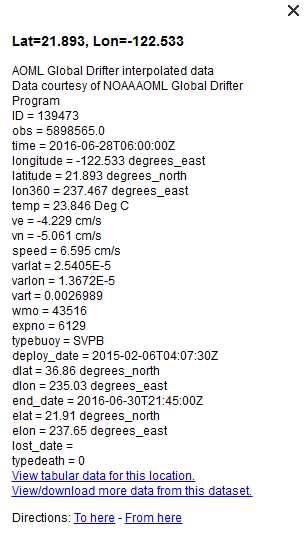 Lat=21.893, Lon=-122.533
AOML Global Drifter interpolated data
Data courtesy of NOAAAOML Global Drifter
Program
ID = 139473
obs = 5898565.0
time = 2016-06-28T06:00:00Z
longitude = -122.533 degrees_east
latitude = 21.893 degrees_north
lon360 = 237.467 degrees_east
temp = 23.846 Deg C
ve = -4.229 cm/s
vn = -5.061 cm/s
speed = 6.595 cm/s
varlat = 2.5405E-5
varlon = 1.3672E-5
vart = 0.0026989
wmo = 43516
expno = 6129
typebuoy = SVPB
deploy_date = 2015-02-06T04:07:30Z
dlat = 36.86 degrees_north
dlon = 235.03 degrees_east
end_date = 2016-06-30T21:45:00Z
elat = 21.91 degrees_north
elon = 237.65 degrees_east
lost_date =
typedeath = 0
View tabular data for this location.
View/download more data from this dataset.
Directions: To here - From here